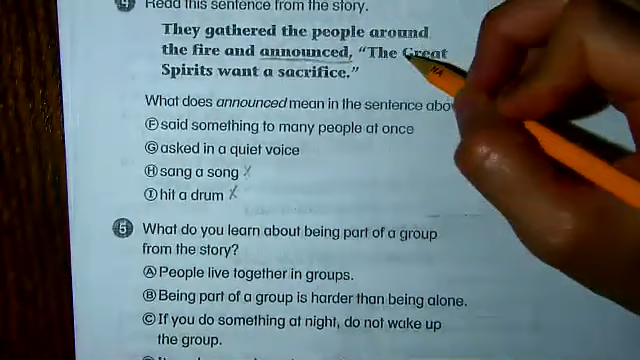 4 Read this sentence from the story.
They gathered the people around
the fire and announced, “The Great
Spirits want a sacrifice.”
What does announced mean in the sentence
Ⓕ said something to many people at once
Ⓖ asked in a quiet voice
Ⓗ sang a song x
Ⓘ hit a drum x
5 What do you learn about being part of a group
from the story?
Ⓐ People live together in groups.
Ⓑ Being part of a group is harder than being alone.
Ⓒ If you do something at night, do not wake up
the group.